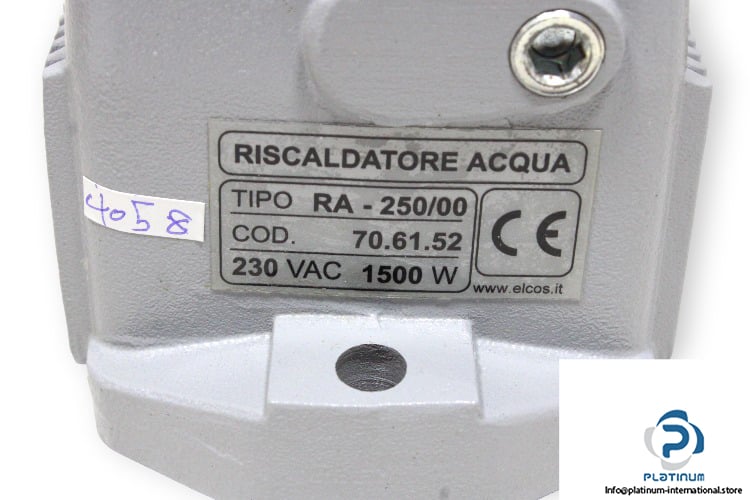 RISCALDATORE ACQUA
TIPO RA - 250/00
COD. 70.61.52
230 VAC 1500 W
CE
www.elcos.it
4058
PLATINUM
Info@platinum-international.store